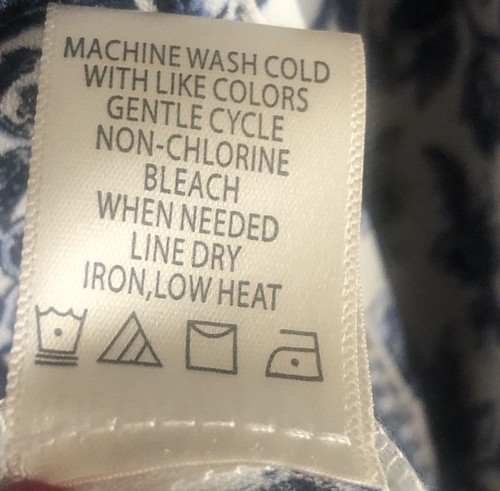 MACHINE WASH COLD
WITH LIKE COLORS
GENTLE CYCLE
NON-CHLORINE
BLEACH
WHEN NEEDED
LINE DRY
IRON,LOW HEAT